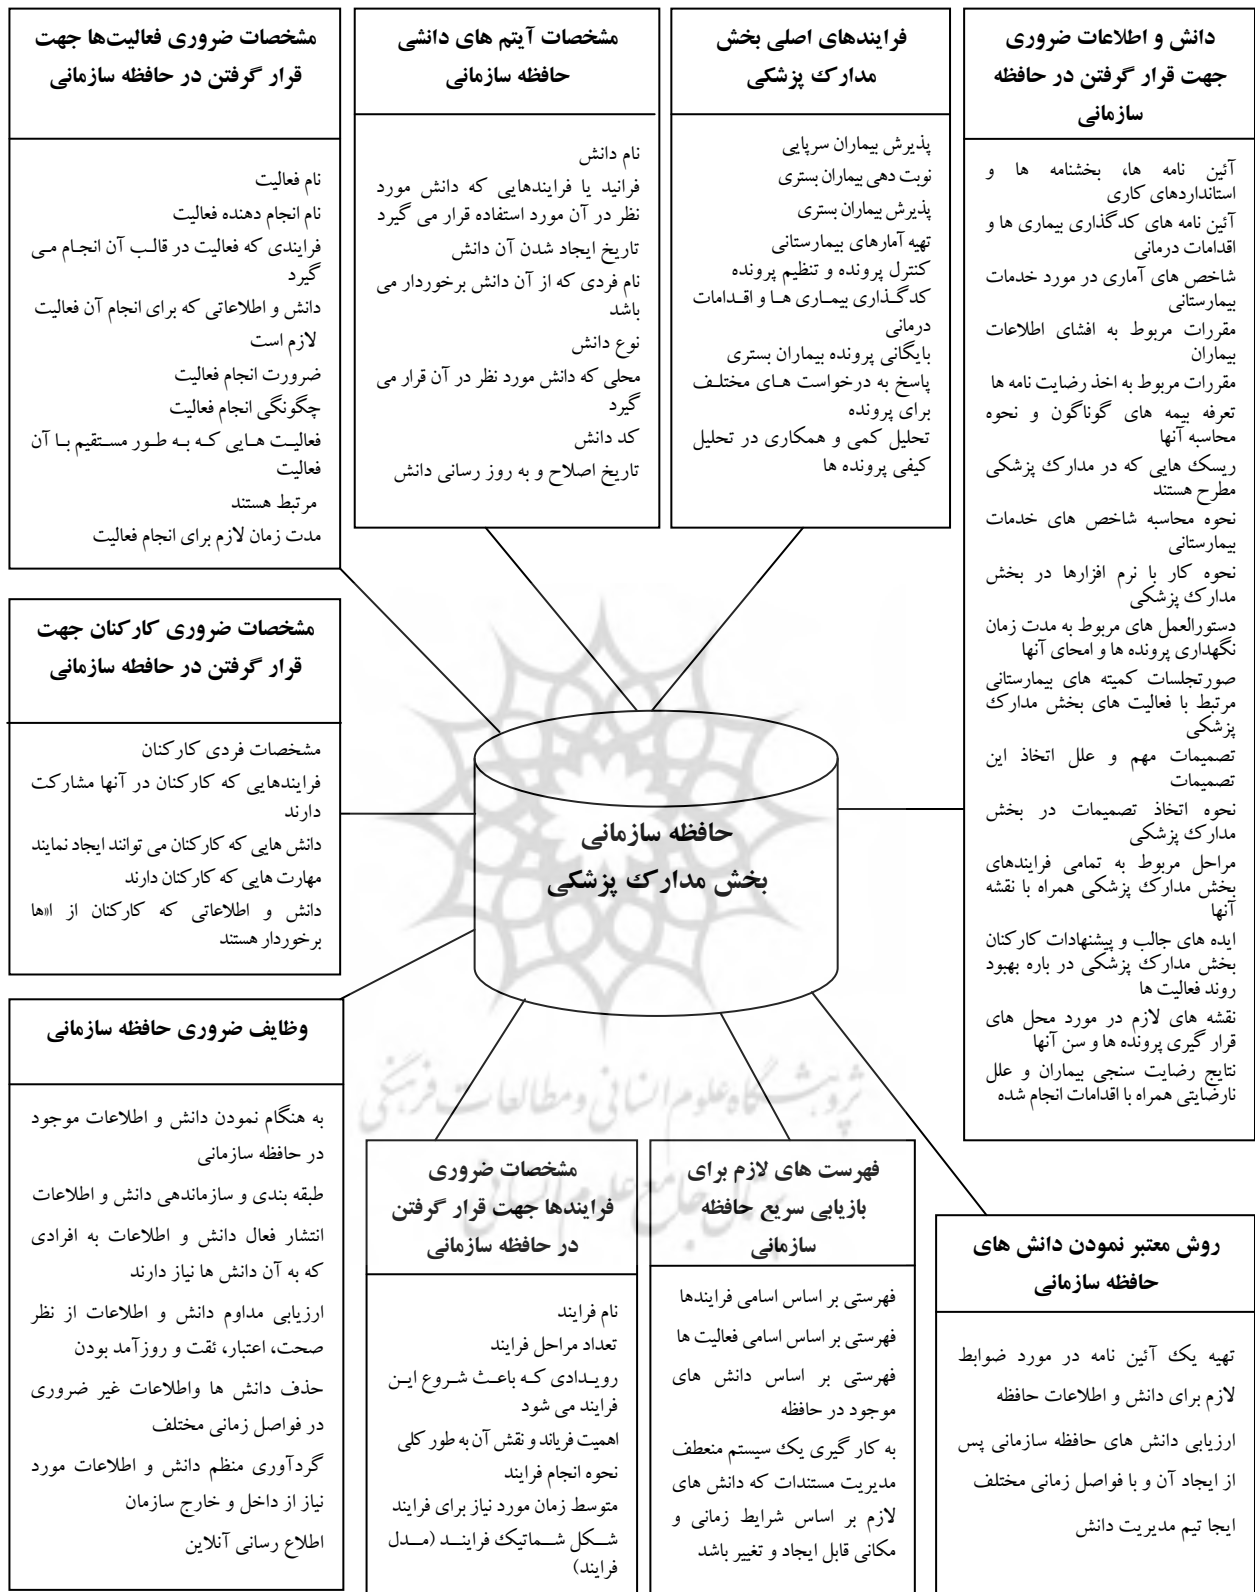 دانش و اطلاعات ضروری
جهت قرار گرفتن در حافظه
سازمانی
آئین نامه ها، بخشنامه ها و
استانداردهای کاری
آئین نامه های کدگذاری بیماری ها و
اقدامات درمانی
شاخص های آماری در مورد خدمات
بیمارستانی
مقررات مربوط به افشای اطلاعات
بیماران
مقررات مربوط به اخذ رضایت نامه ها
تعرفه بیمه های گوناگون و نحوه
محاسبه آنها
ریسک هایی که در مدارک پزشکی
مطرح هستند
نحوه محاسبه شاخص های خدمات
بیمارستانی
نحوه کار با نرم افزارها در بخش
مدارک پزشکی
دستورالعمل های مربوط به مدت زمان
نگهداری پرونده ها و امحای آنها
صورتجلسات کمیته های بیمارستانی
مرتبط با فعالیت های بخش مدارک
پزشکی
تصمیمات مهم و علل اتخاذ این
تصمیمات
نحوه اتخاذ تصمیمات در بخش
مدارک پزشکی
مراحل مربوط به تمامی فرایندهای
بخش مدارک پزشکی همراه با نقشه
آنها
ایده های جالب و پیشنهادات کارکنان
بخش مدارک پزشکی در باره بهبود
روند فعالیت ها
نقشه های لازم در مورد محل های
قرار گیری پرونده ها و سن آنها
نتایج رضایت سنجی بیماران و علل
نارضایتی همراه با اقدامات انجام شده
فرایندهای اصلی بخش
مدارک پزشکی
پذیرش بیماران سرپایی
نوبت دهی بیماران بستری
پذیرش بیماران بستری
تهیه آمارهای بیمارستانی
کنترل پرونده و تنظیم پرونده
کدگذاری بیماری ها و اقدامات
درمانی
بایگانی پرونده بیماران بستری
پاسخ به درخواست های مختلف
برای پرونده
تحلیل کمی و همکاری در تحلیل
کیفی پرونده ها
مشخصات آیتم های دانشی
حافظه سازمانی
نام دانش
فرانید یا فرایندهایی که دانش مورد
نظر در آن مورد استفاده قرار می گیرد
تاریخ ایجاد شدن آن دانش
نام فردی که از آن دانش برخوردار می
باشد
نوع دانش
محلی که دانش مورد نظر در آن قرار می
گیرد
کد دانش
تاریخ اصلاح و به روز رسانی دانش
مشخصات ضروری فعالیت‌ها جهت
قرار گرفتن در حافظه سازمانی
نام فعالیت
نام انجام دهنده فعالیت
فرایندی که فعالیت در قالب آن انجام می
گیرد
دانش و اطلاعاتی که برای انجام آن فعالیت
لازم است
ضرورت انجام فعالیت
چگونگی انجام فعالیت
فعالیت هایی که به طور مستقیم با آن
فعالیت
مرتبط هستند
مدت زمان لازم برای انجام فعالیت
مشخصات ضروری کارکنان جهت
قرار گرفتن در حافطه سازمانی
مشخصات فردی کارکنان
فرایندهایی که کارکنان در آنها مشارکت
دارند
دانش هایی که کارکنان می توانند ایجاد نمایند
مهارت هایی که کارکنان دارند
دانش و اطلاعاتی که کارکنان از
برخوردار هستند
حافظه سازمانی
بخش مدارک پزشکی
وظایف ضروری حافظه سازمانی
به هنگام نمودن دانش و اطلاعات موجود
در حافظه سازمانی
طبقه بندی و سازماندهی دانش و اطلاعات
انتشار فعال دانش و اطلاعات به افرادی
که به آن دانش ها نیاز دارند
ارزیابی مداوم دانش و اطلاعات از نظر
صحت، اعتبار، ثقت و روزآمد بودن
حذف دانش ها واطلاعات غیر ضروری
در فواصل زمانی مختلف
گردآوری منظم دانش و اطلاعات مورد
نیاز از داخل و خارج سازمان
اطلاع رسانی آنلاین
مشخصات ضروری
فرایندها جهت قرار گرفتن
در حافظه سازمانی
نام فرایند
تعداد مراحل فرایند
رویدادی که باعث شروع این
فرایند می شود
اهمیت فریاند و نقش آن به طور کلی
نحوه انجام فرایند
متوسط زمان مورد نیاز برای فرایند
شکل شماتیک فرایند (مدل
فرایند)
فهرست های لازم برای
بازیابی سریع حافظه
سازمانی
فهرستی بر اساس اسامی فرایندها
فهرستی بر اساس اسامی فعالیت ها
فهرستی بر اساس دانش های
موجود در حافظه
به کار گیری یک سیستم منعطف
مدیریت مستندات که دانش های
لازم بر اساس شرایط زمانی و
مکانی قابل ایجاد و تغییر باشد
روش معتبر نمودن دانش های
حافظه سازمانی
تهیه یک آئین نامه در مورد ضوابط
لازم برای دانش و اطلاعات حافظه
ارزیابی دانش های حافظه سازمانی پس
از ایجاد آن و با فواصل زمانی مختلف
ایجا تیم مدیریت دانش
پژوهشگاه علوم انسانی و مطالعات فرهنگی
پرتال جامع علوم انسانی